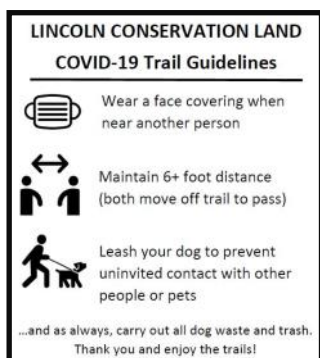 LINCOLN CONSERVATION LAND
COVID-19 Trail Guidelines
Wear a face covering when
near another person
Maintain 6+ foot distance
(both move off trail to pass)
Leash your dog to prevent
uninvited contact with other
people or pets
...and as always, carry out all dog waste and trash.
Thank you and enjoy the trails!